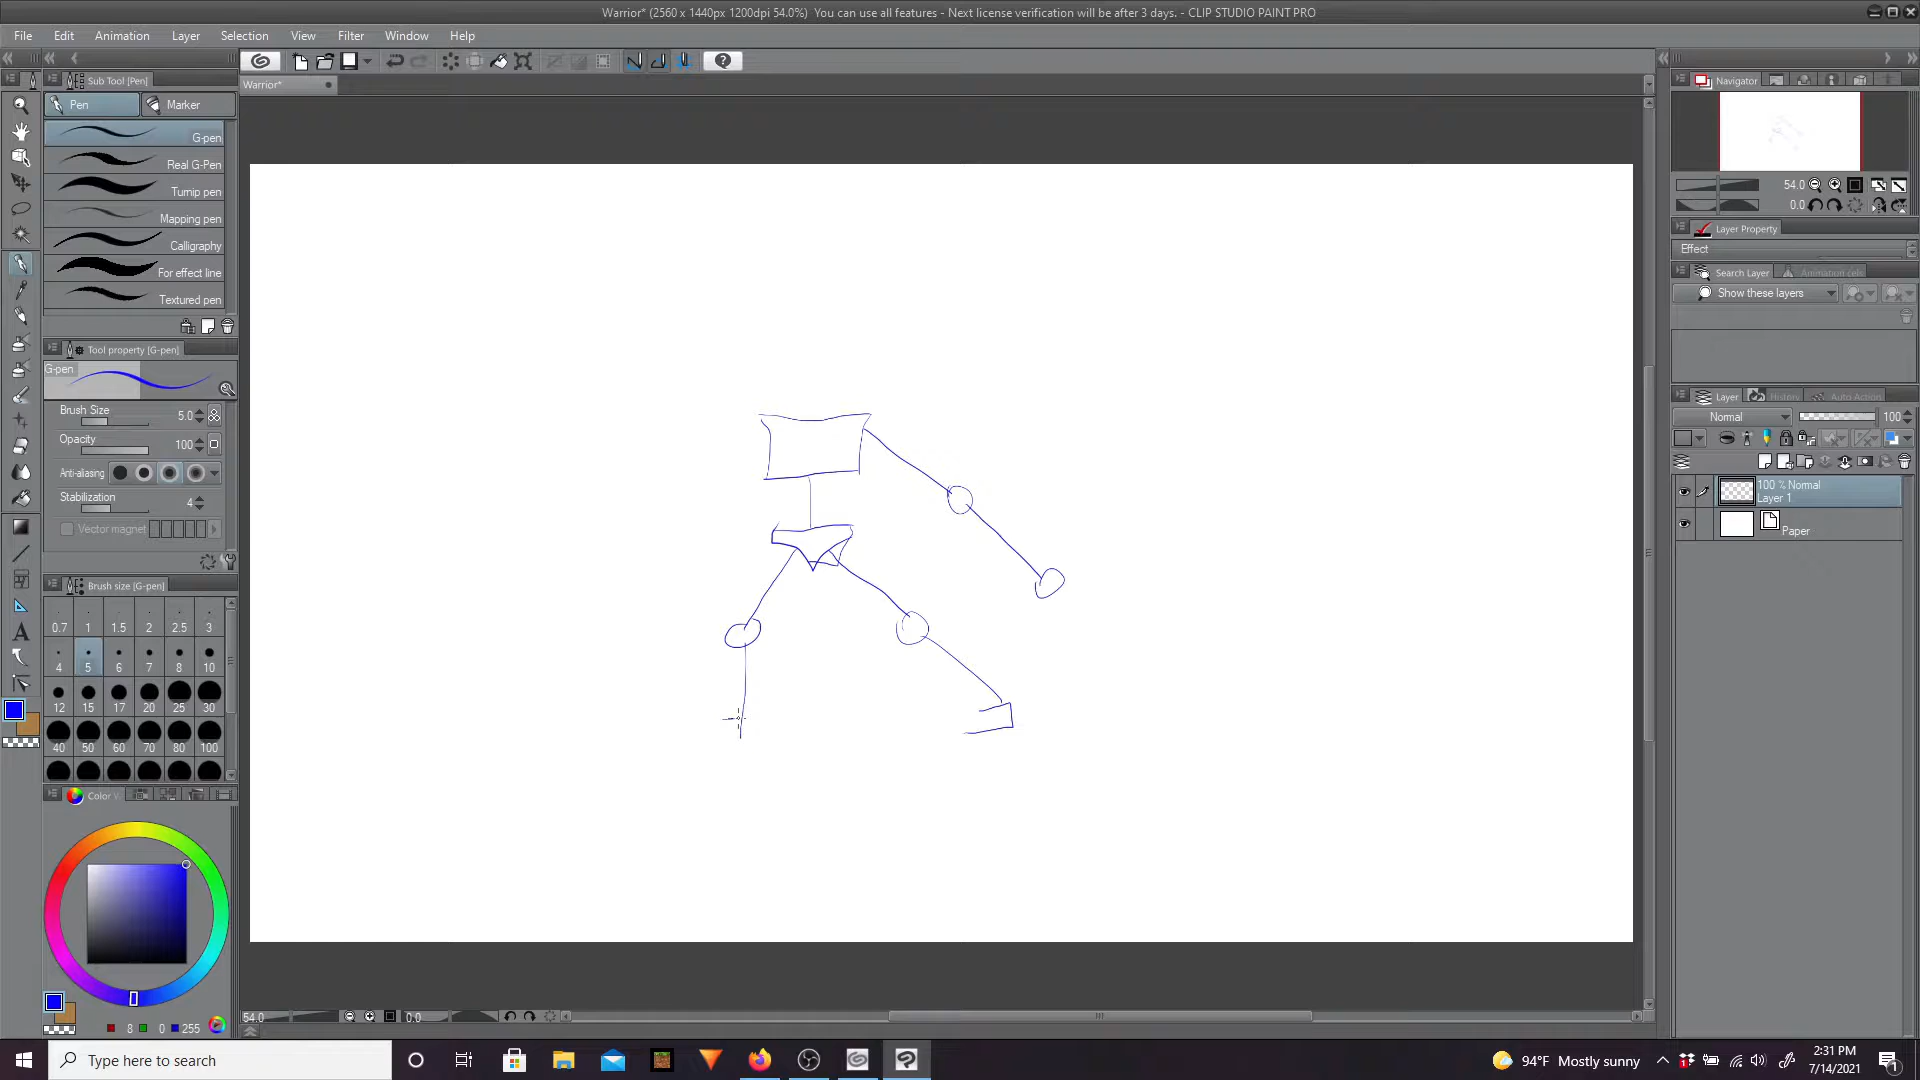 Warrior* (2560 x 1440px 1200dpi 54.0%)  You can use all features - Next license verification will be after 3 days. - CLIP STUDIO PAINT PRO
File Edit Animation Layer Selection View Filter Window Help
Sub Tool [Pen]
Warrior*
Navigator
Pen Marker
G-pen
Real G-Pen
Turnip pen
Mapping pen
Calligraphy
For effect line
Textured pen
Tool property [G-pen]
G-pen
Brush Size 5.0
Opacity 100
Anti-aliasing
Stabilization 4
Vector magnet
Brush size [G-pen]
0.7 1 1.5 2 2.5 3
4 5 6 7 8 10
12 15 17 20 25 30
40 50 60 70 80 100
8 0 255
54.0
0.0
54.0
0.0
Layer Property
Effect
Search Layer Animation cels
Show these layers
Layer History Auto Action
Normal 100
100 % Normal
Layer 1
Paper
Type here to search
94°F Mostly sunny
2:31 PM
7/14/2021
1